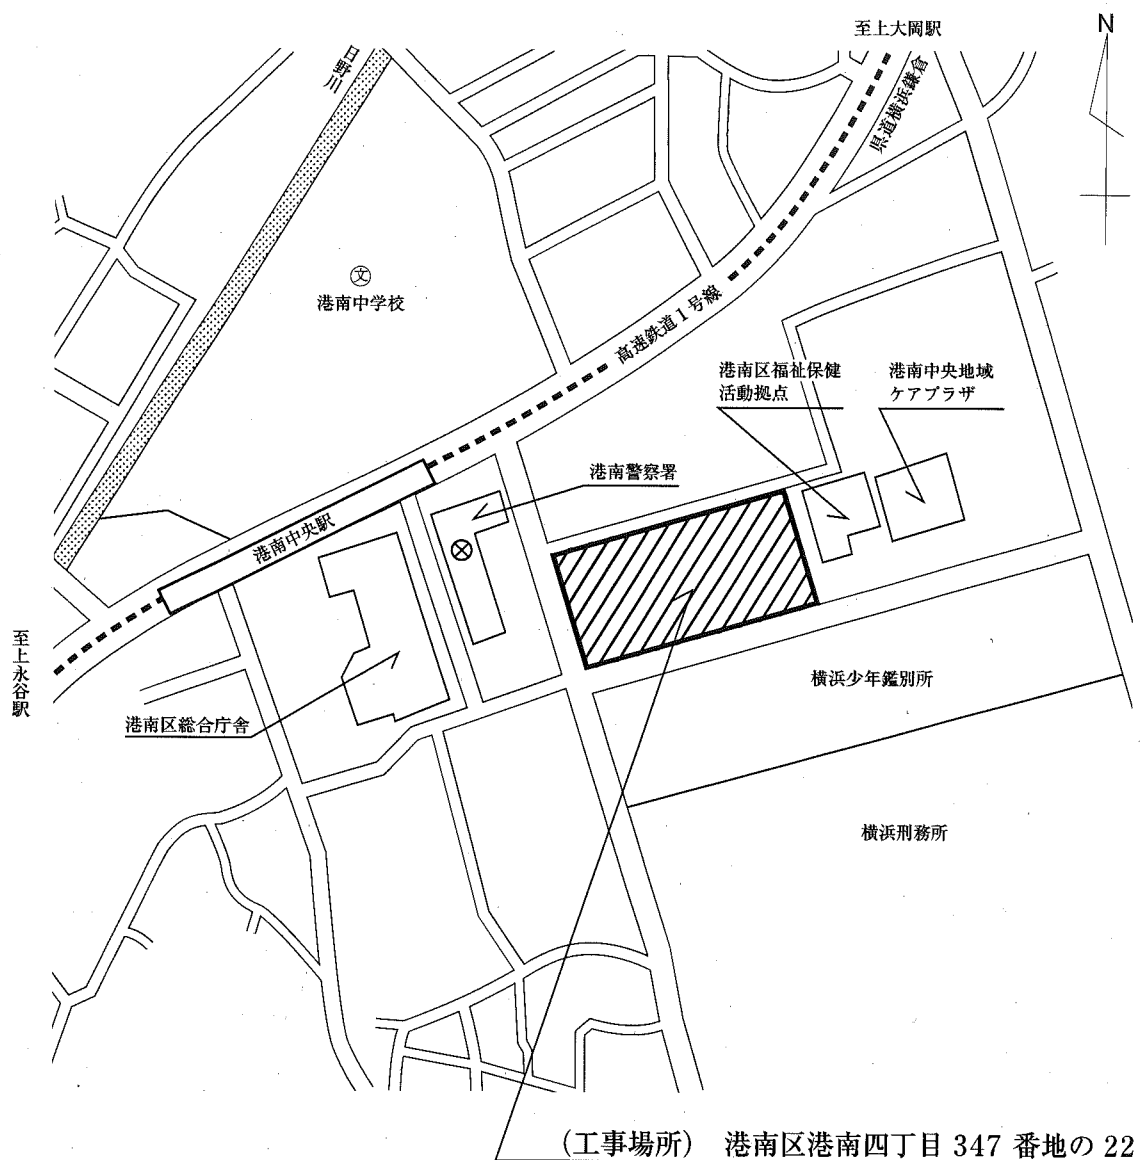 至上大岡駅
N
日野川
県道横浜鎌倉
文
港南中学校
高速鉄道1号線
港南区福祉保健
活動拠点
港南中央地域
ケアプラザ
港南警察署
港南中央駅
至上永谷駅
横浜少年鑑別所
港南区総合庁舎
横浜刑務所
(工事場所) 港南区港南四丁目 347 番地の 22